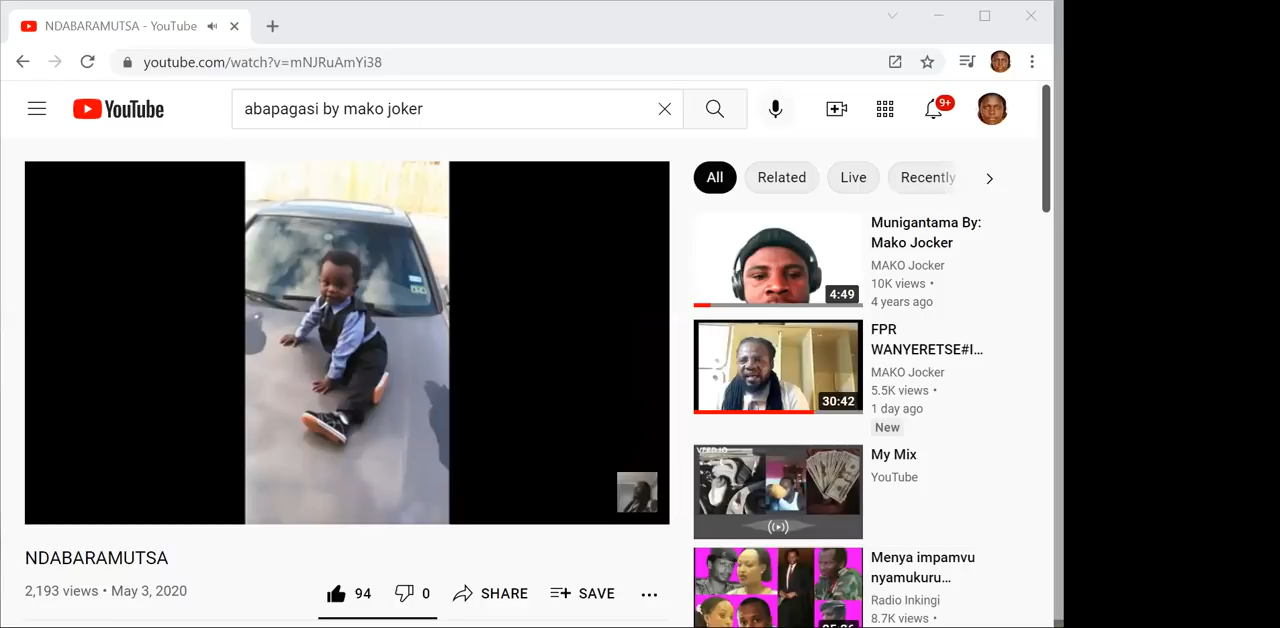 NDABARAMUTSA - YouTube
youtube.com/watch?v=mNJRuAmYi38
YouTube
abapagasi by mako joker
9+
All
Related
Live
Recently
Munigantama By:
Mako Jocker
MAKO Jocker
10K views •
4 years ago
4:49
FPR
WANYERETSE#I...
MAKO Jocker
5.5K views •
1 day ago
New
30:42
My Mix
YouTube
Menya impamvu
nyamukuru...
Radio Inkingi
8.7K views •
NDABARAMUTSA
2,193 views • May 3, 2020
94
0
SHARE
SAVE